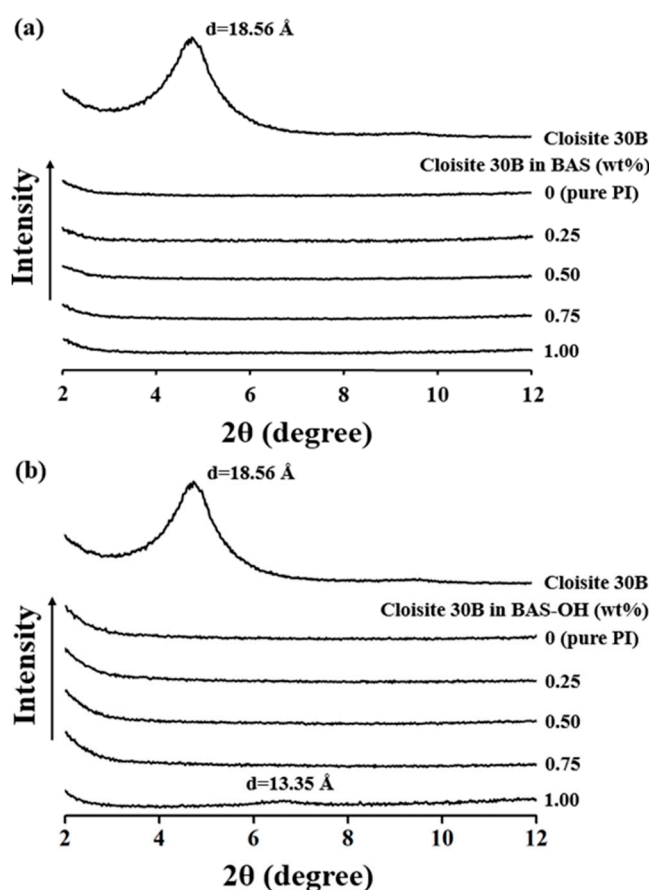 (a)
d=18.56 Å
Cloisite 30B
Cloisite 30B in BAS (wt%)
0 (pure PI)
0.25
0.50
0.75
1.00
Intensity
2 4 6 8 10 12
2θ (degree)
(b)
d=18.56 Å
Cloisite 30B
Cloisite 30B in BAS-OH (wt%)
0 (pure PI)
0.25
0.50
0.75
d=13.35 Å
1.00
Intensity
2 4 6 8 10 12
2θ (degree)